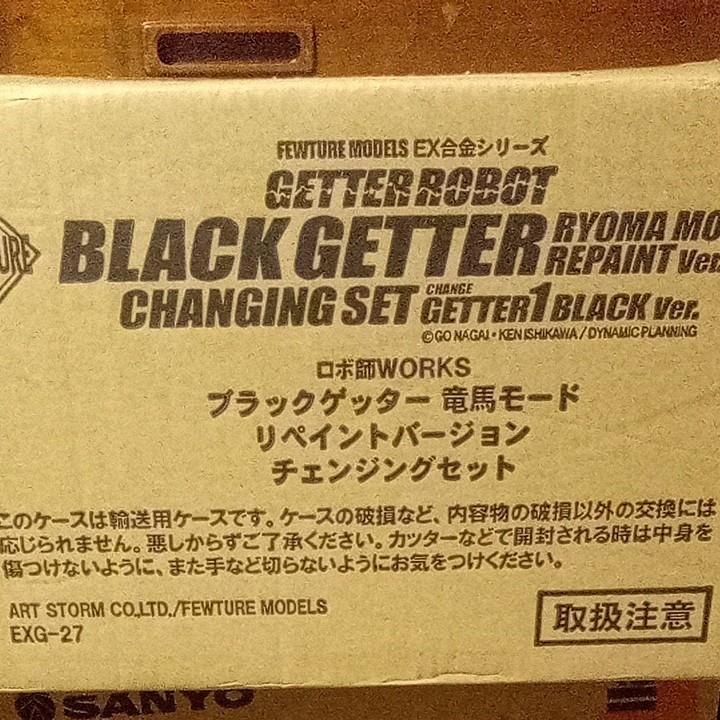 FEWTURE MODELS EX合金シリーズ
GETTER ROBOT
BLACK GETTER RYOMA MO
REPAINT Ver.
CHANGING SET CHANGE GETTER1 BLACK Ver.
©GO NAGAI・KEN ISHIKAWA / DYNAMIC PLANNING
URE
ロボ師WORKS
ブラックゲッター 竜馬モード
リペイントバージョン
チェンジングセット
このケースは輸送用ケースです。ケースの破損など、内容物の破損以外の交換には
応じられません。悪しからずご了承ください。カッターなどで開封される時は中身を
傷つけないように、また手など切らないようにお気をつけください。
ART STORM CO.,LTD./FEWTURE MODELS
EXG-27
取扱注意
SANYO